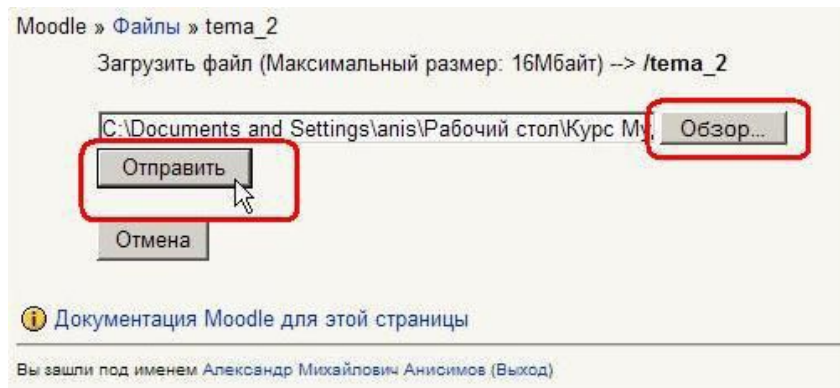 Moodle » Файлы » tema_2
Загрузить файл (Максимальный размер: 16Мбайт) --> /tema_2
C:\Documents and Settings\anis\Рабочий стол\Курс Му Обзор...
Отправить
Отмена
Документация Moodle для этой страницы
Вы зашли под именем Александр Михайлович Анисимов (Выход)